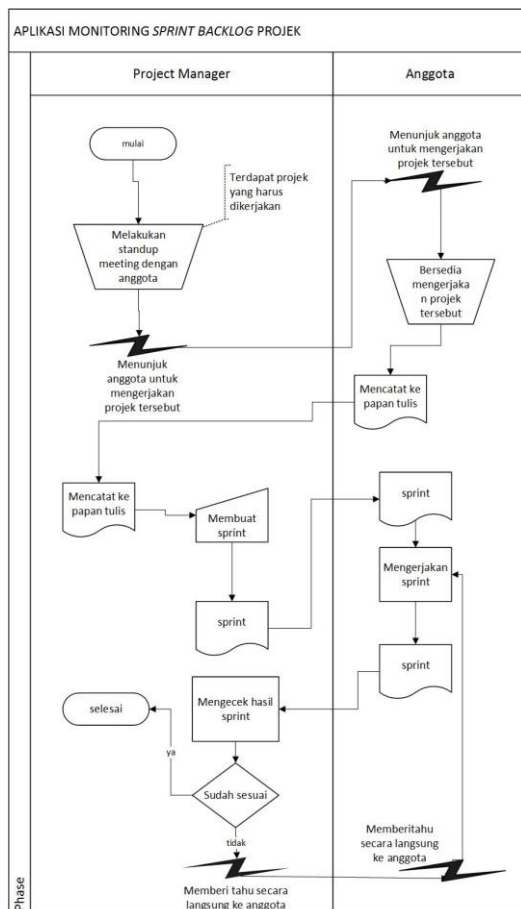 APLIKASI MONITORING SPRINT BACKLOG PROJEK
Project Manager
Anggota
mulai
Terdapat projek
yang harus
dikerjakan
Melakukan
standup
meeting dengan
anggota
Menunjuk
anggota untuk
mengerjakan
projek tersebut
Menunjuk anggota
untuk mengerjakan
projek tersebut
Bersedia
mengerjaka
n projek
tersebut
Mencatat ke
papan tulis
Mencatat ke
papan tulis
Membuat
sprint
sprint
sprint
Mengerjakan
sprint
sprint
Mengecek hasil
sprint
selesai
ya
Sudah sesuai
tidak
Memberi tahu secara
langsung ke anggota
Memberitahu
secara langsung
ke anggota
Phase